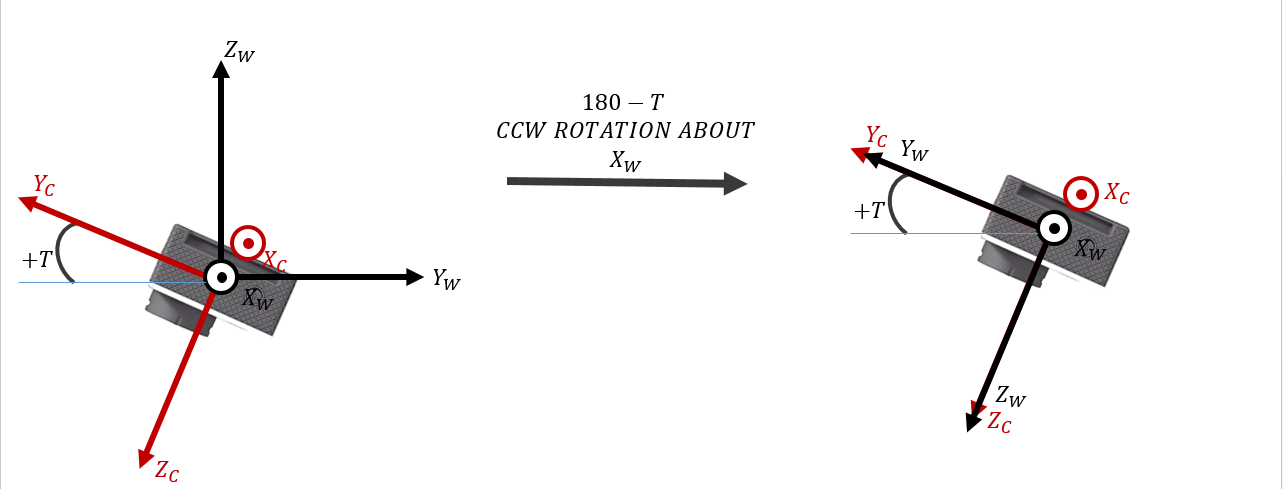 Z_W
180 − T
CCW ROTATION ABOUT
X_W
Y_C
+T
X_C
X_W
Y_W
Z_C
Y_C
Y_W
X_C
+T
X_W
Z_W
Z_C